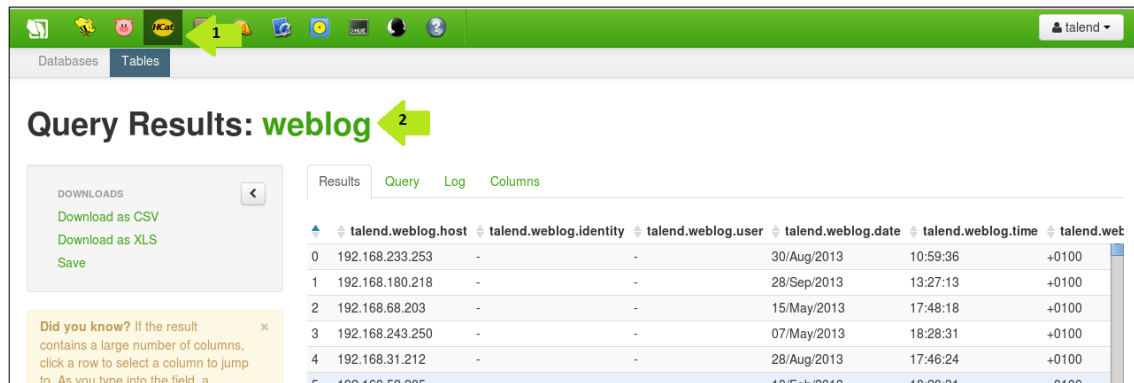 HCat
1
talend
Databases Tables
Query Results: weblog
2
DOWNLOADS
Download as CSV
Download as XLS
Save
Did you know? If the result
contains a large number of columns,
click a row to select a column to jump
to. As you type into the field, a
Results Query Log Columns
talend.weblog.host talend.weblog.identity talend.weblog.user talend.weblog.date talend.weblog.time talend.web
0 192.168.233.253 - - 30/Aug/2013 10:59:36 +0100
1 192.168.180.218 - - 28/Sep/2013 13:27:13 +0100
2 192.168.68.203 - - 15/May/2013 17:48:18 +0100
3 192.168.243.250 - - 07/May/2013 18:28:31 +0100
4 192.168.31.212 - - 28/Aug/2013 17:46:24 +0100